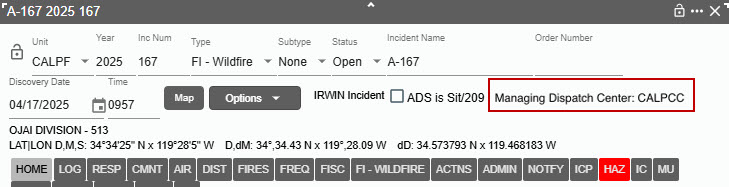 A-167 2025 167
Unit Year Inc Num Type Subtype Status Incident Name Order Number
CALPF 2025 167 FI - Wildfire None Open A-167
Discovery Date Time
04/17/2025 0957 Map Options IRWIN Incident ADS is Sit/209 Managing Dispatch Center: CALPCC
OJAI DIVISION - 513
LAT|LON D,M,S: 34°34'25" N x 119°28'5" W D,dM: 34°,34.43 N x 119°,28.09 W dD: 34.573793 N x 119.468183 W
HOME LOG RESP CMNT AIR DIST FIRES FREQ FISC FI - WILDFIRE ACTNS ADMIN NOTFY ICP HAZ IC MU